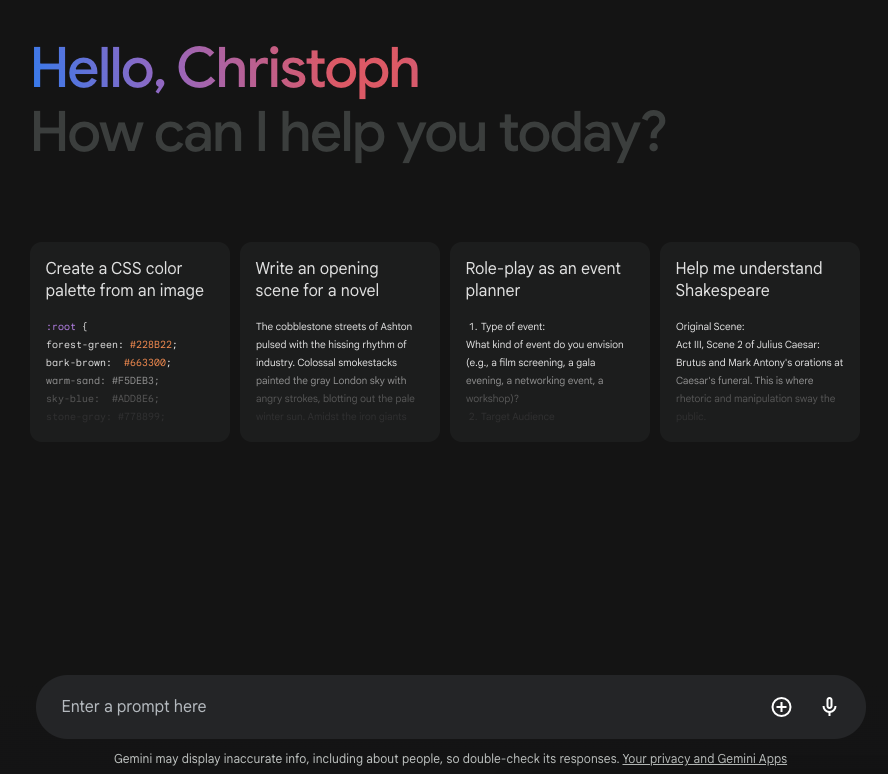 Hello, Christoph
How can I help you today?
Create a CSS color
palette from an image
:root {
forest-green: #228B22;
bark-brown: #663300;
warm-sand: #F5DEB3;
sky-blue: #ADD8E6;
stone-gray: #778899;
Write an opening
scene for a novel
The cobblestone streets of Ashton
pulsed with the hissing rhythm of
industry. Colossal smokestacks
painted the gray London sky with
angry strokes, blotting out the pale
winter sun. Amidst the iron giants
Role-play as an event
planner
1. Type of event:
What kind of event do you envision
(e.g., a film screening, a gala
evening, a networking event, a
workshop)?
2. Target Audience
Help me understand
Shakespeare
Original Scene:
Act III, Scene 2 of Julius Caesar:
Brutus and Mark Antony's orations at
Caesar's funeral. This is where
rhetoric and manipulation sway the
public.
Enter a prompt here
Gemini may display inaccurate info, including about people, so double-check its responses. Your privacy and Gemini Apps